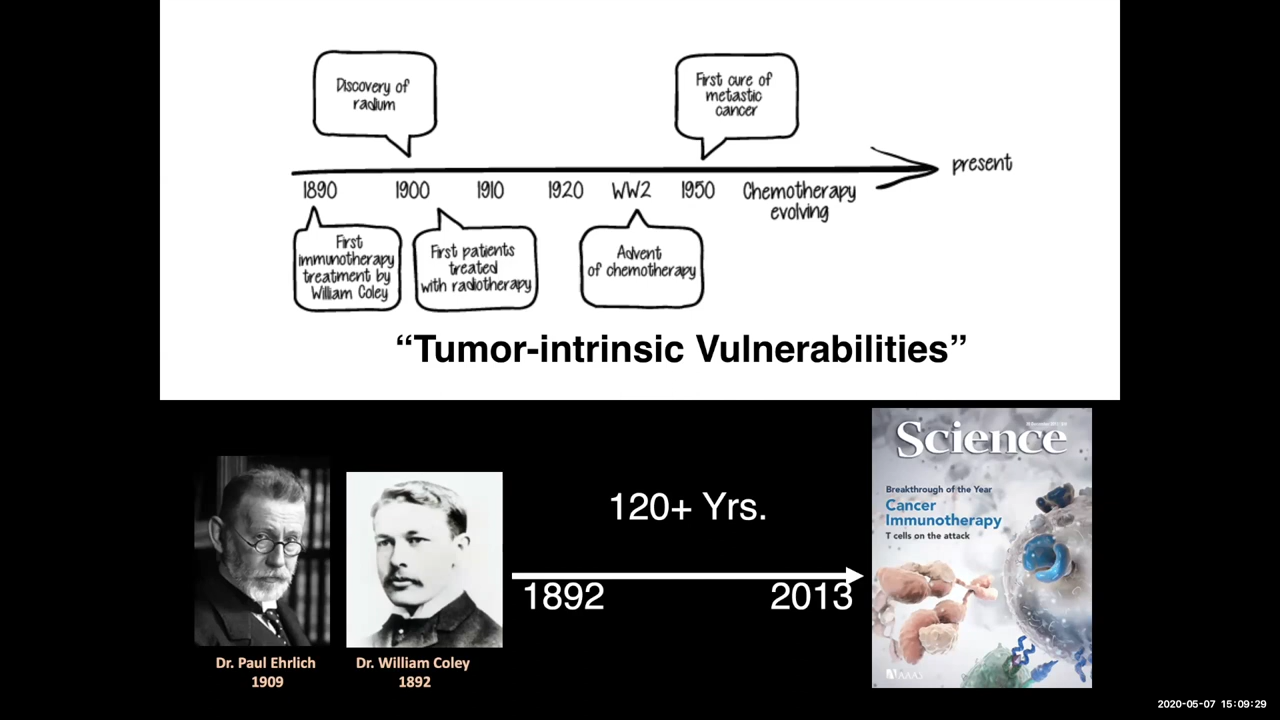 Discovery of
radium
First cure of
metastic
cancer
present
1890 1900 1910 1920 WW2 1950 Chemotherapy
evolving
First
immunotherapy
treatment by
William Coley
First patients
treated
with radiotherapy
Advent
of chemotherapy
“Tumor-intrinsic Vulnerabilities”
Science
Breakthrough of the Year
Cancer
Immunotherapy
T cells on the attack
AAAS
120+ Yrs.
1892 2013
Dr. Paul Ehrlich
1909
Dr. William Coley
1892
2020-05-07 15:09:29